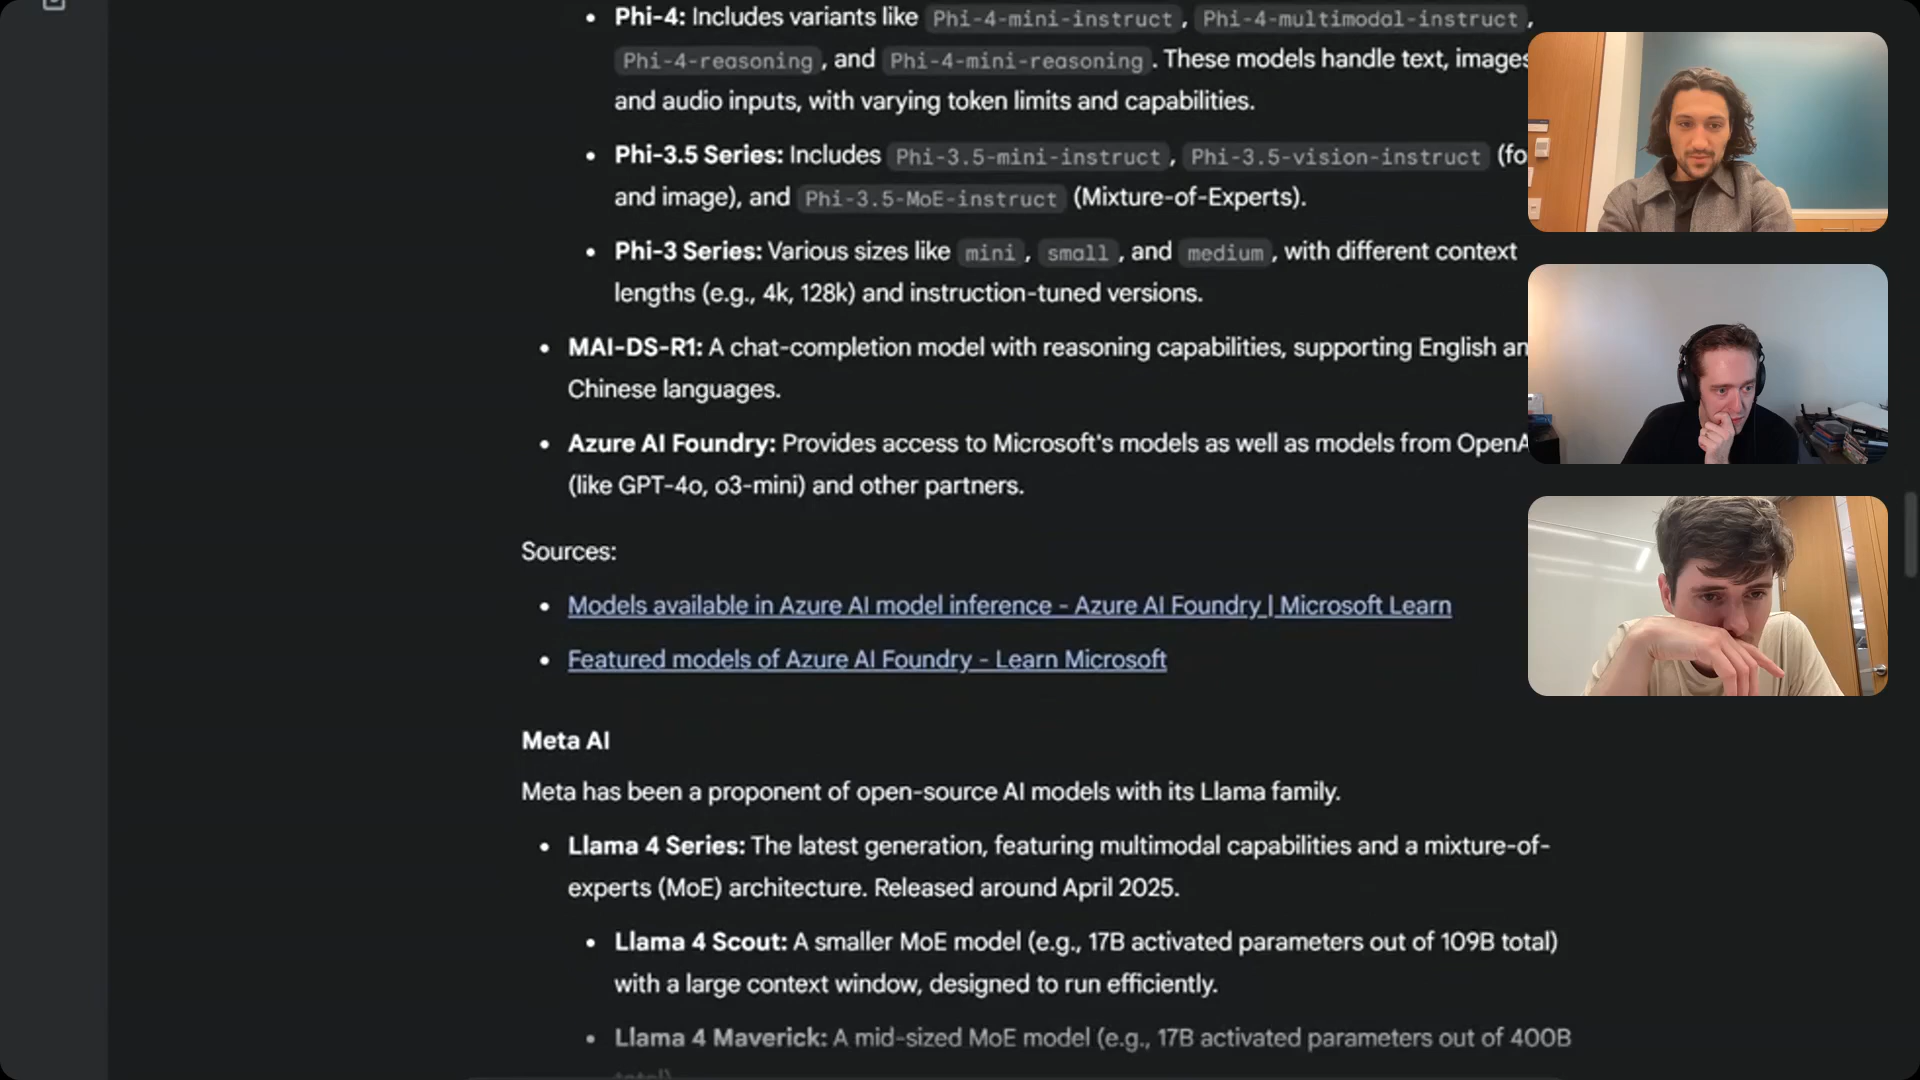 • Phi-4: Includes variants like Phi-4-mini-instruct, Phi-4-multimodal-instruct,
Phi-4-reasoning, and Phi-4-mini-reasoning. These models handle text, images
and audio inputs, with varying token limits and capabilities.
• Phi-3.5 Series: Includes Phi-3.5-mini-instruct, Phi-3.5-vision-instruct (fo
and image), and Phi-3.5-MoE-instruct (Mixture-of-Experts).
• Phi-3 Series: Various sizes like mini, small, and medium, with different context
lengths (e.g., 4k, 128k) and instruction-tuned versions.
• MAI-DS-R1: A chat-completion model with reasoning capabilities, supporting English an
Chinese languages.
• Azure AI Foundry: Provides access to Microsoft's models as well as models from OpenA
(like GPT-4o, o3-mini) and other partners.
Sources:
• Models available in Azure AI model inference - Azure AI Foundry | Microsoft Learn
• Featured models of Azure AI Foundry - Learn Microsoft
Meta AI
Meta has been a proponent of open-source AI models with its Llama family.
• Llama 4 Series: The latest generation, featuring multimodal capabilities and a mixture-of-
experts (MoE) architecture. Released around April 2025.
• Llama 4 Scout: A smaller MoE model (e.g., 17B activated parameters out of 109B total)
with a large context window, designed to run efficiently.
• Llama 4 Maverick: A mid-sized MoE model (e.g., 17B activated parameters out of 400B
total)